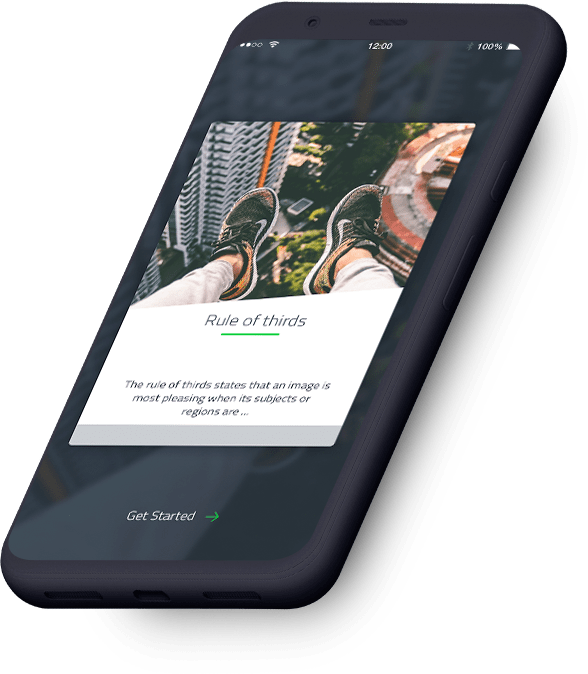 12:00
100%
Rule of thirds
The rule of thirds states that an image is
most pleasing when its subjects or
regions are ...
Get Started →